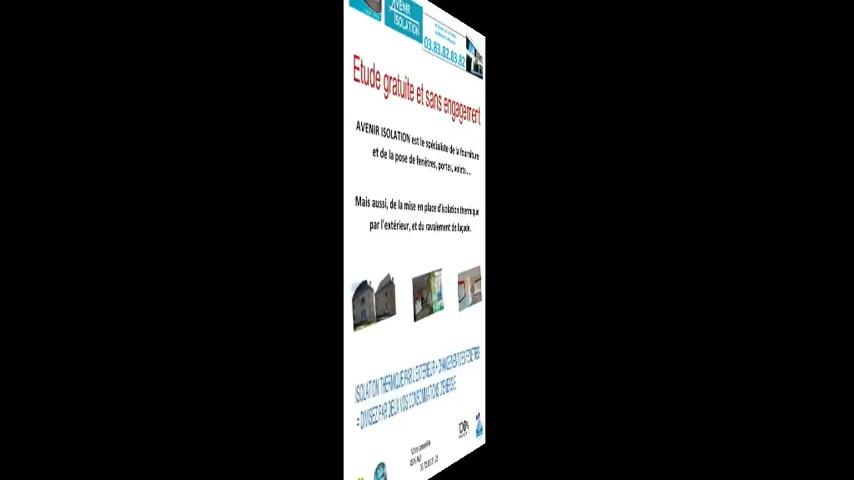 AVENIR
ISOLATION
03.83.82.83.82
Etude gratuite et sans engagement
AVENIR ISOLATION est le spécialiste de la fourniture
et de la pose de fenêtres, portes, volets...
Mais aussi, de la mise en place d'isolation thermique
par l'extérieur, et du ravalement de façade.
ISOLATION THERMIQUE PAR L'EXTERIEUR + CHANGEMENT DES FENETRES
= DIVISEZ PAR DEUX VOS CONSOMMATIONS D'ENERGIE